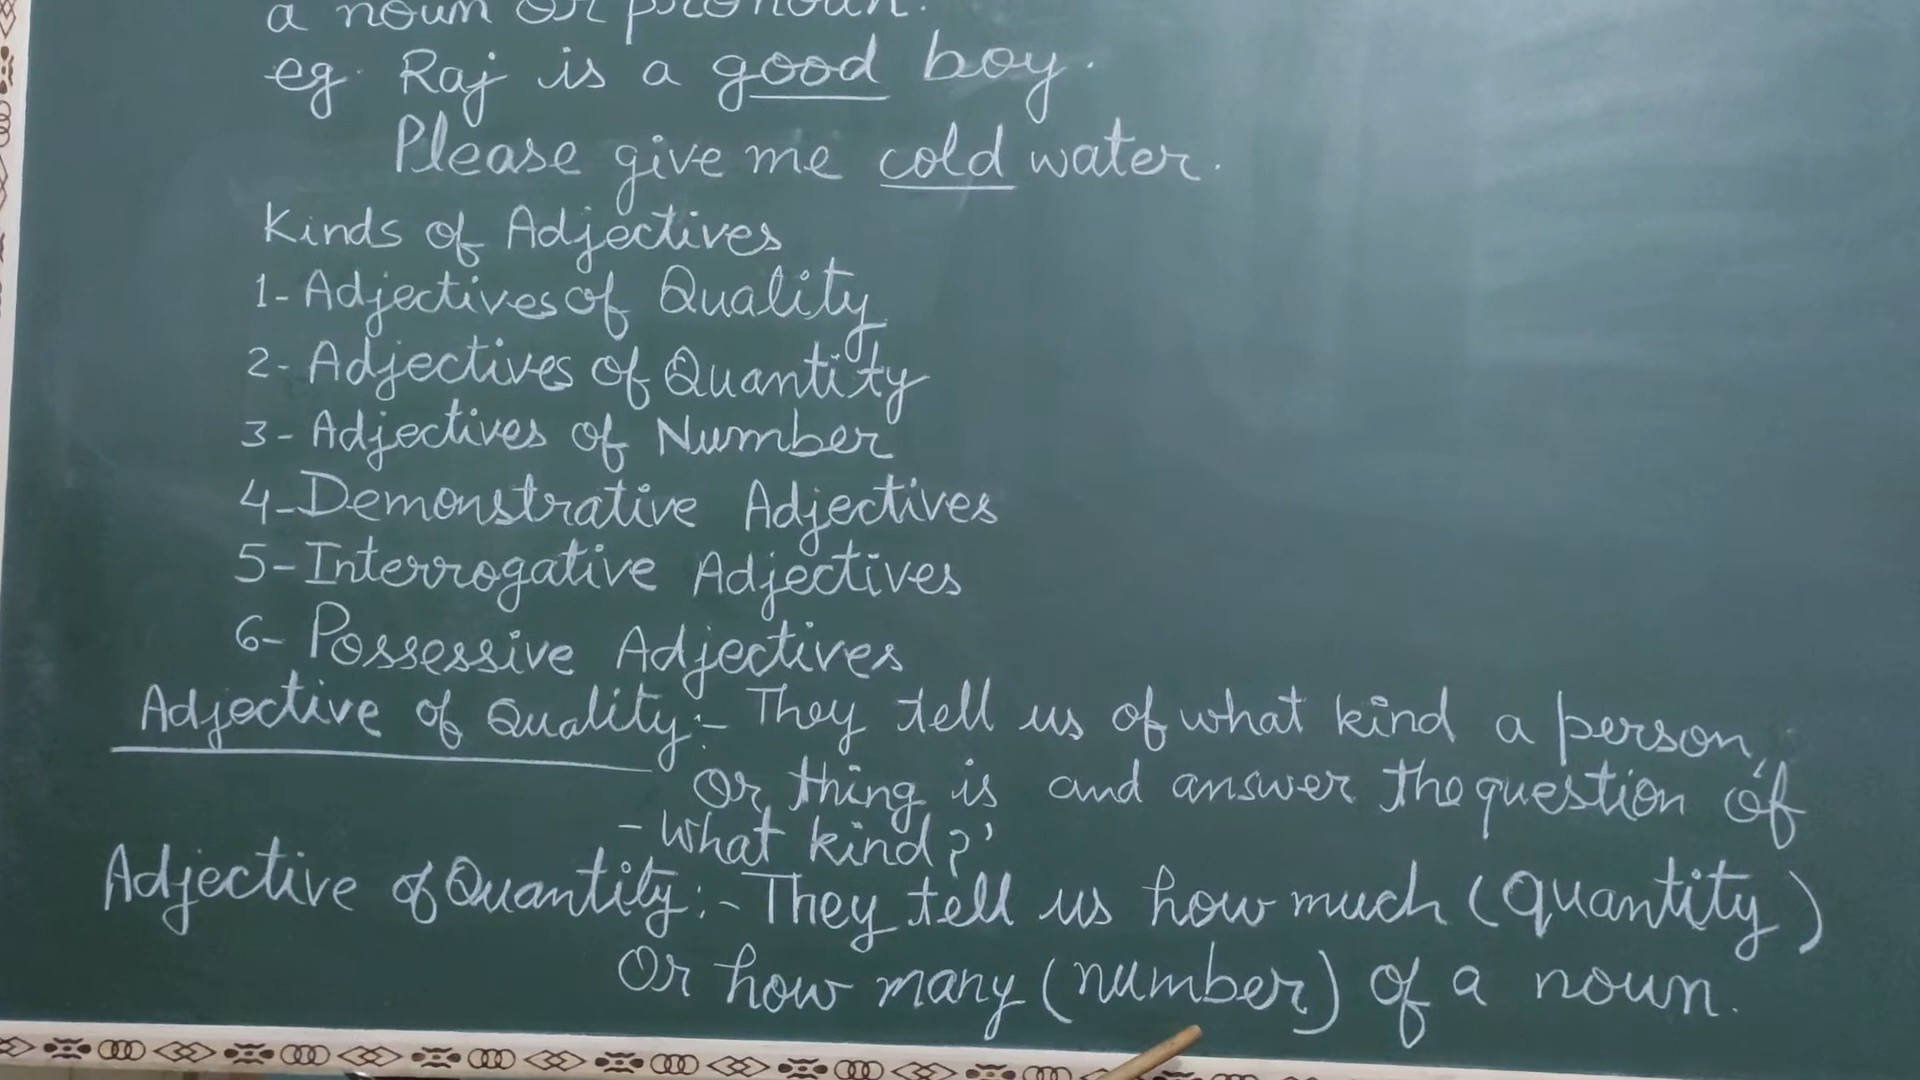 a noun or pronoun.
eg. Raj is a good boy.
Please give me cold water.
Kinds of Adjectives
1- Adjectives of Quality
2- Adjectives of Quantity
3- Adjectives of Number
4- Demonstrative Adjectives
5- Interrogative Adjectives
6- Possessive Adjectives
Adjective of Quality:- They tell us of what kind a person,
Or thing is and answer the question of
- what kind?'
Adjective of Quantity:- They tell us how much (quantity)
Or how many (number) of a noun.